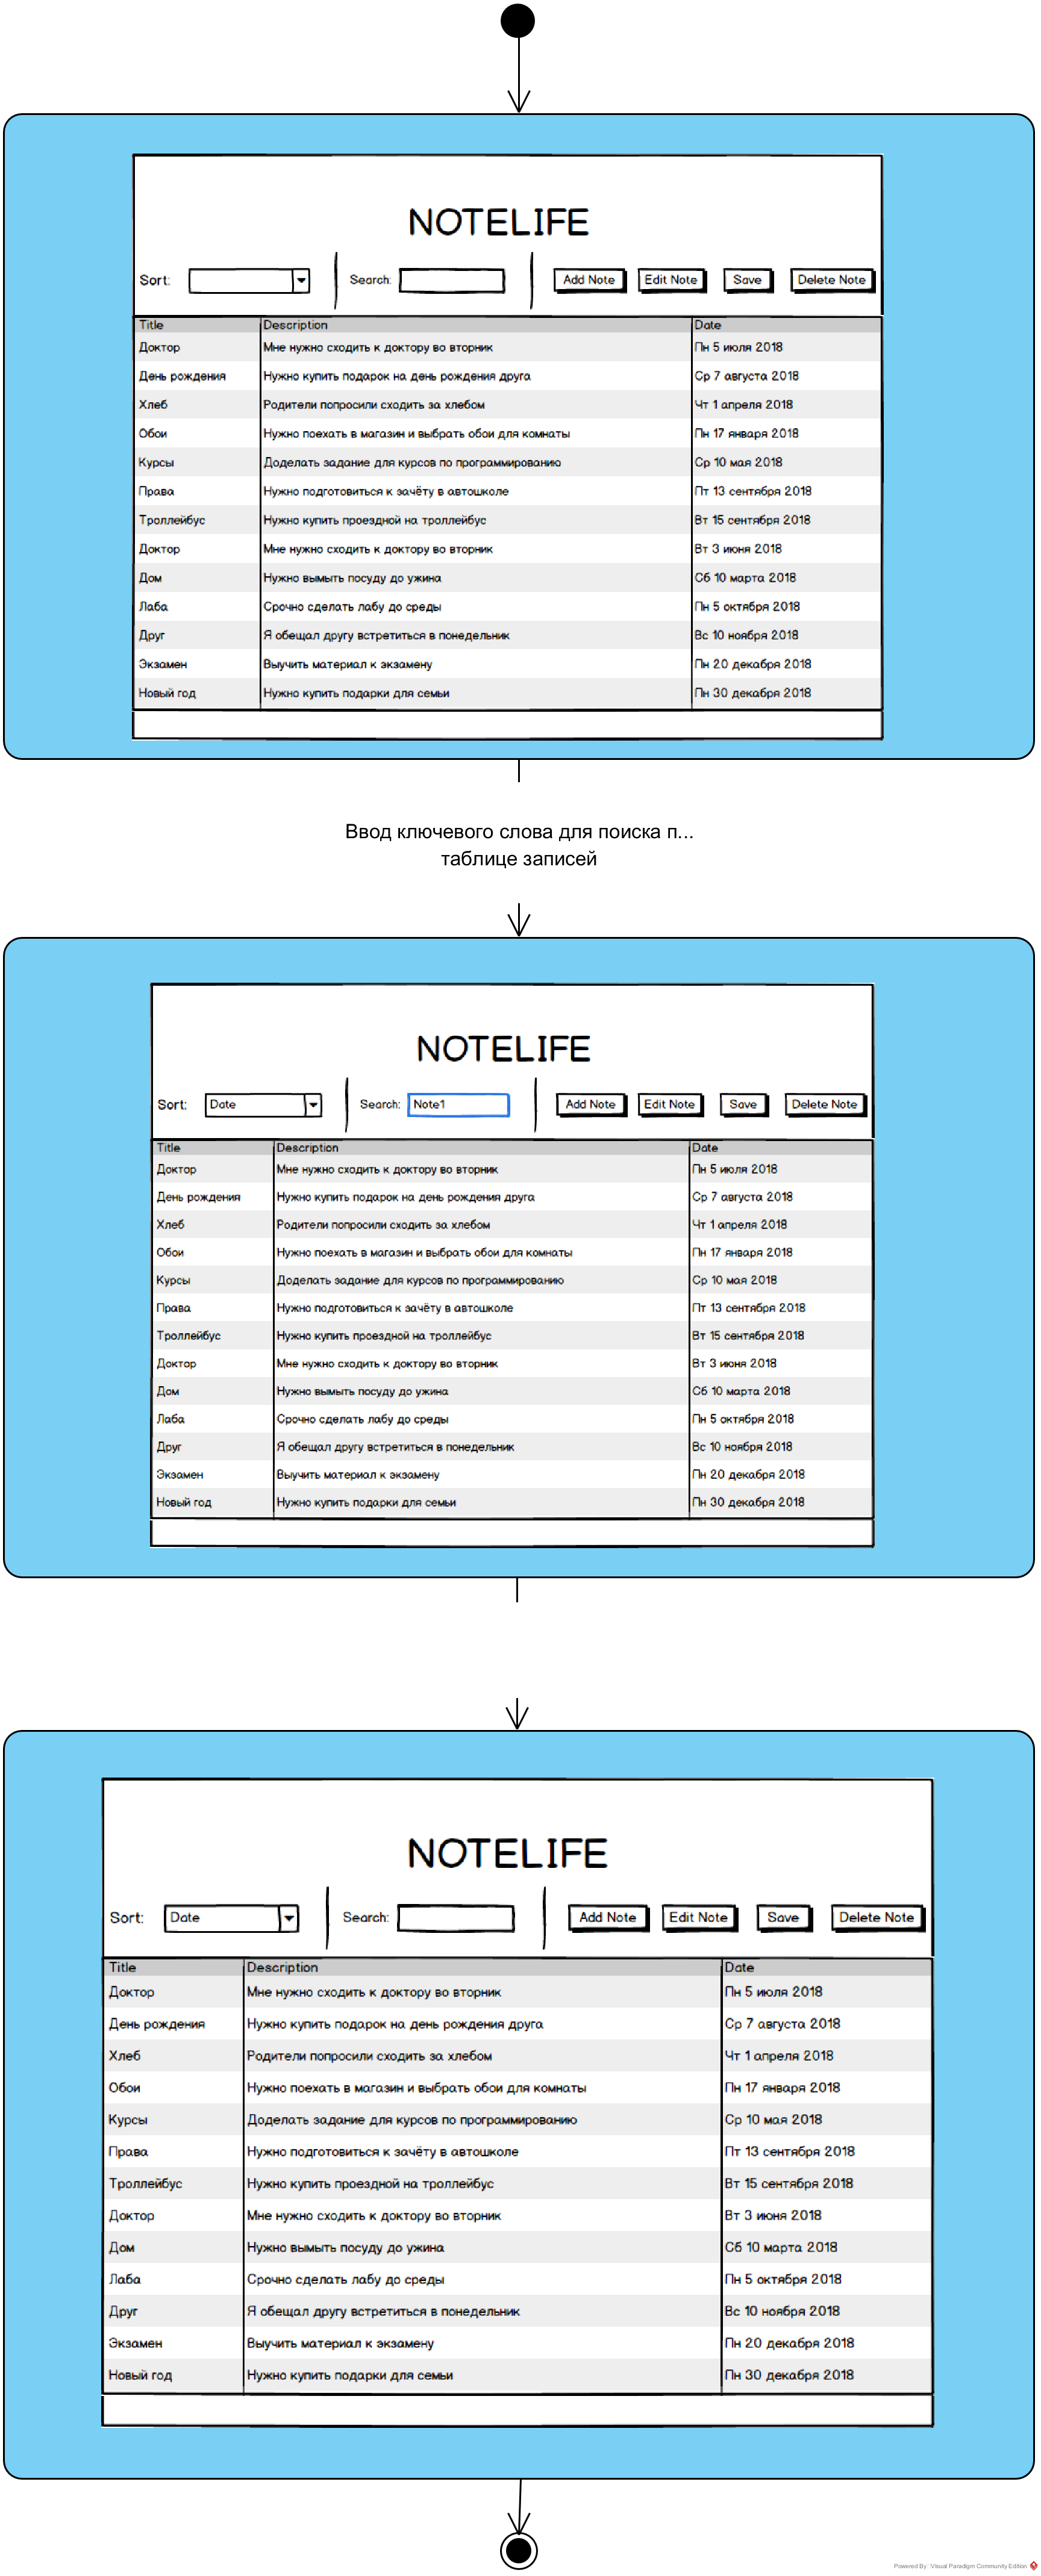 NOTELIFE
Sort: Search: Add Note Edit Note Save Delete Note
Title Description Date
Доктор Мне нужно сходить к доктору во вторник Пн 5 июля 2018
День рождения Нужно купить подарок на день рождения друга Ср 7 августа 2018
Хлеб Родители попросили сходить за хлебом Чт 1 апреля 2018
Обои Нужно поехать в магазин и выбрать обои для комнаты Пн 17 января 2018
Курсы Доделать задание для курсов по программированию Ср 10 мая 2018
Права Нужно подготовиться к зачёту в автошколе Пт 13 сентября 2018
Троллейбус Нужно купить проездной на троллейбус Вт 15 сентября 2018
Доктор Мне нужно сходить к доктору во вторник Вт 3 июня 2018
Дом Нужно вымыть посуду до ужина Сб 10 марта 2018
Лаба Срочно сделать лабу до среды Пн 5 октября 2018
Друг Я обещал другу встретиться в понедельник Вс 10 ноября 2018
Экзамен Выучить материал к экзамену Пн 20 декабря 2018
Новый год Нужно купить подарки для семьи Пн 30 декабря 2018
Ввод ключевого слова для поиска п...
таблице записей
NOTELIFE
Sort: Date Search: Note1 Add Note Edit Note Save Delete Note
Title Description Date
Доктор Мне нужно сходить к доктору во вторник Пн 5 июля 2018
День рождения Нужно купить подарок на день рождения друга Ср 7 августа 2018
Хлеб Родители попросили сходить за хлебом Чт 1 апреля 2018
Обои Нужно поехать в магазин и выбрать обои для комнаты Пн 17 января 2018
Курсы Доделать задание для курсов по программированию Ср 10 мая 2018
Права Нужно подготовиться к зачёту в автошколе Пт 13 сентября 2018
Троллейбус Нужно купить проездной на троллейбус Вт 15 сентября 2018
Доктор Мне нужно сходить к доктору во вторник Вт 3 июня 2018
Дом Нужно вымыть посуду до ужина Сб 10 марта 2018
Лаба Срочно сделать лабу до среды Пн 5 октября 2018
Друг Я обещал другу встретиться в понедельник Вс 10 ноября 2018
Экзамен Выучить материал к экзамену Пн 20 декабря 2018
Новый год Нужно купить подарки для семьи Пн 30 декабря 2018
NOTELIFE
Sort: Date Search: Add Note Edit Note Save Delete Note
Title Description Date
Доктор Мне нужно сходить к доктору во вторник Пн 5 июля 2018
День рождения Нужно купить подарок на день рождения друга Ср 7 августа 2018
Хлеб Родители попросили сходить за хлебом Чт 1 апреля 2018
Обои Нужно поехать в магазин и выбрать обои для комнаты Пн 17 января 2018
Курсы Доделать задание для курсов по программированию Ср 10 мая 2018
Права Нужно подготовиться к зачёту в автошколе Пт 13 сентября 2018
Троллейбус Нужно купить проездной на троллейбус Вт 15 сентября 2018
Доктор Мне нужно сходить к доктору во вторник Вт 3 июня 2018
Дом Нужно вымыть посуду до ужина Сб 10 марта 2018
Лаба Срочно сделать лабу до среды Пн 5 октября 2018
Друг Я обещал другу встретиться в понедельник Вс 10 ноября 2018
Экзамен Выучить материал к экзамену Пн 20 декабря 2018
Новый год Нужно купить подарки для семьи Пн 30 декабря 2018
Powered By Visual Paradigm Community Edition